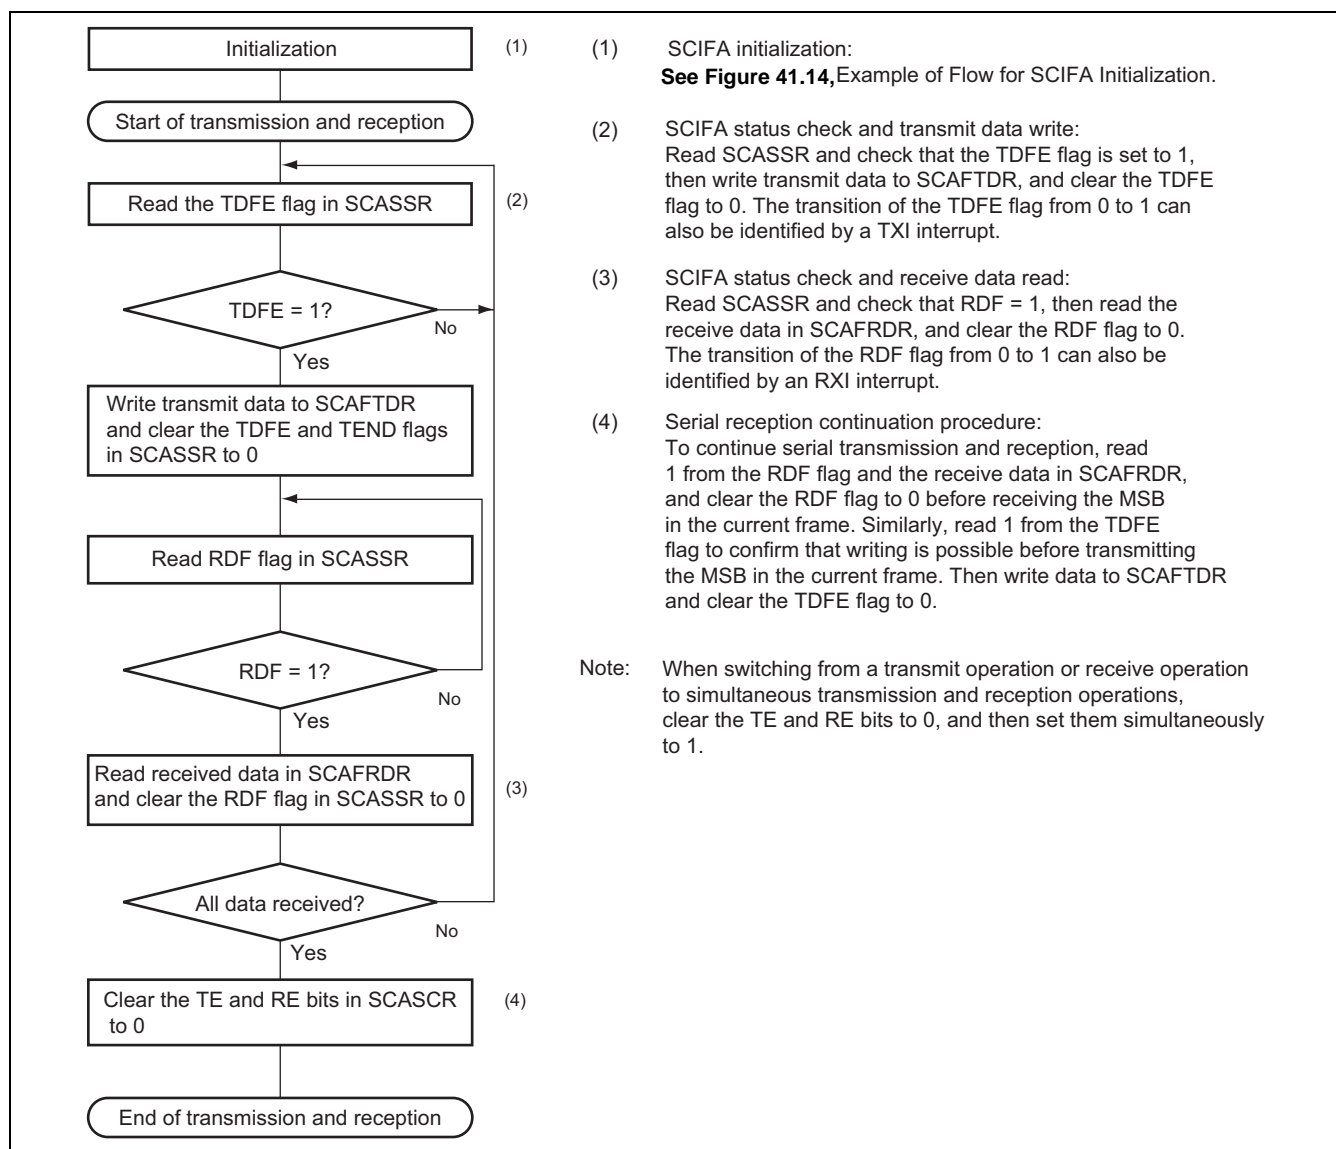 Initialization
(1)
Start of transmission and reception
Read the TDFE flag in SCASSR
(2)
TDFE = 1?
No
Yes
Write transmit data to SCAFTDR
and clear the TDFE and TEND flags
in SCASSR to 0
Read RDF flag in SCASSR
RDF = 1?
No
Yes
Read received data in SCAFRDR
and clear the RDF flag in SCASSR to 0
(3)
All data received?
No
Yes
Clear the TE and RE bits in SCASCR
to 0
(4)
End of transmission and reception
(1) SCIFA initialization:
See Figure 41.14,Example of Flow for SCIFA Initialization.
(2) SCIFA status check and transmit data write:
Read SCASSR and check that the TDFE flag is set to 1,
then write transmit data to SCAFTDR, and clear the TDFE
flag to 0. The transition of the TDFE flag from 0 to 1 can
also be identified by a TXI interrupt.
(3) SCIFA status check and receive data read:
Read SCASSR and check that RDF = 1, then read the
receive data in SCAFRDR, and clear the RDF flag to 0.
The transition of the RDF flag from 0 to 1 can also be
identified by an RXI interrupt.
(4) Serial reception continuation procedure:
To continue serial transmission and reception, read
1 from the RDF flag and the receive data in SCAFRDR,
and clear the RDF flag to 0 before receiving the MSB
in the current frame. Similarly, read 1 from the TDFE
flag to confirm that writing is possible before transmitting
the MSB in the current frame. Then write data to SCAFTDR
and clear the TDFE flag to 0.
Note: When switching from a transmit operation or receive operation
to simultaneous transmission and reception operations,
clear the TE and RE bits to 0, and then set them simultaneously
to 1.